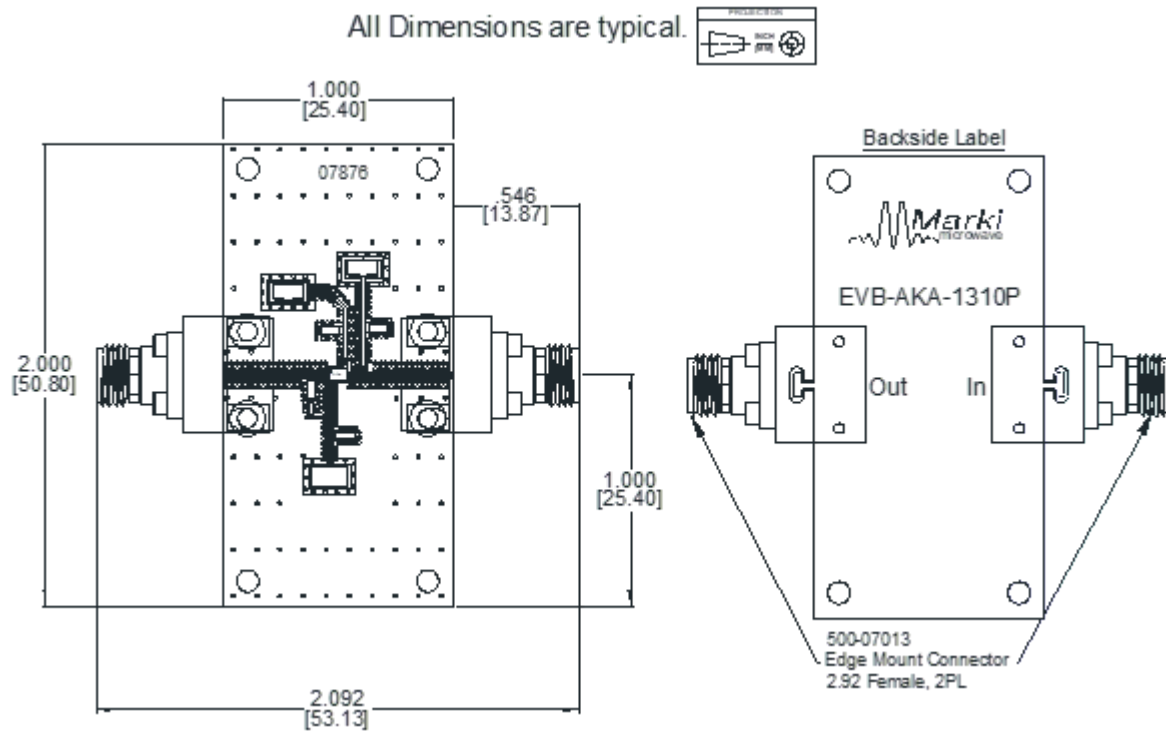 All Dimensions are typical.
PROJECTION
INCH
1.000
[25.40]
Backside Label
07876
.546
[13.87]
Marki
microwave
EVB-AKA-1310P
2.000
[50.80]
Out
In
1.000
[25.40]
500-07013
Edge Mount Connector
2.92 Female, 2PL
2.092
[53.13]